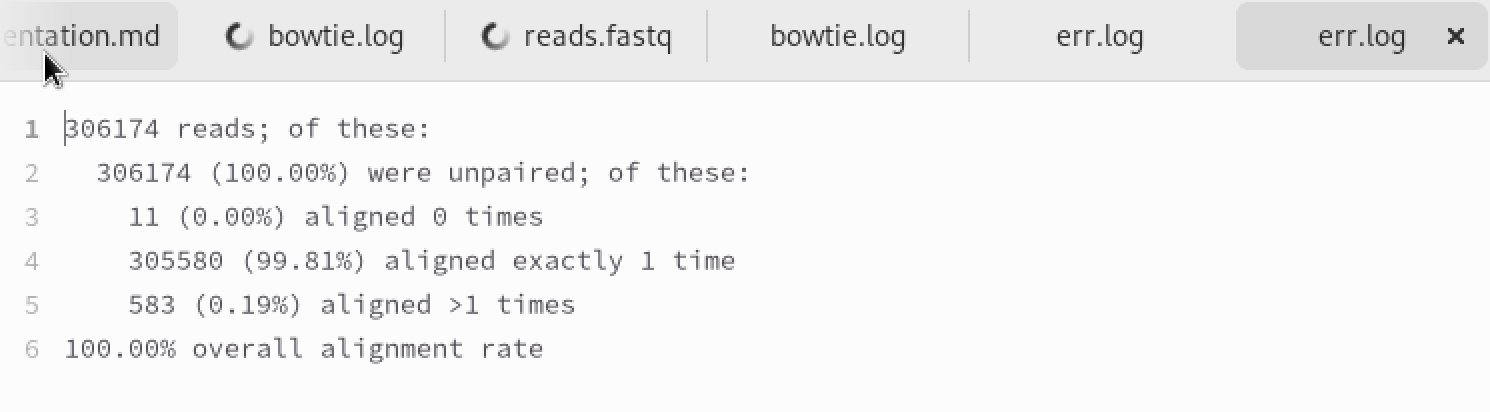 entation.md bowtie.log reads.fastq bowtie.log err.log err.log
1 306174 reads; of these:
2 306174 (100.00%) were unpaired; of these:
3 11 (0.00%) aligned 0 times
4 305580 (99.81%) aligned exactly 1 time
5 583 (0.19%) aligned >1 times
6 100.00% overall alignment rate